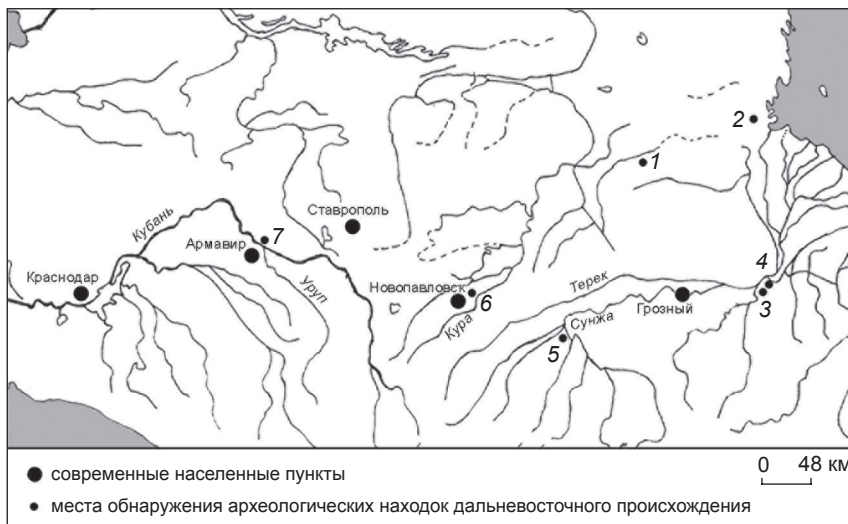 2
1
Ставрополь
Кубань
7
Армавир
Краснодар
Уруп
Новопавловск
6
Кура
Терек
4
Грозный
3
Сунжа
5
современные населенные пункты
0 48 км
места обнаружения археологических находок дальневосточного происхождения